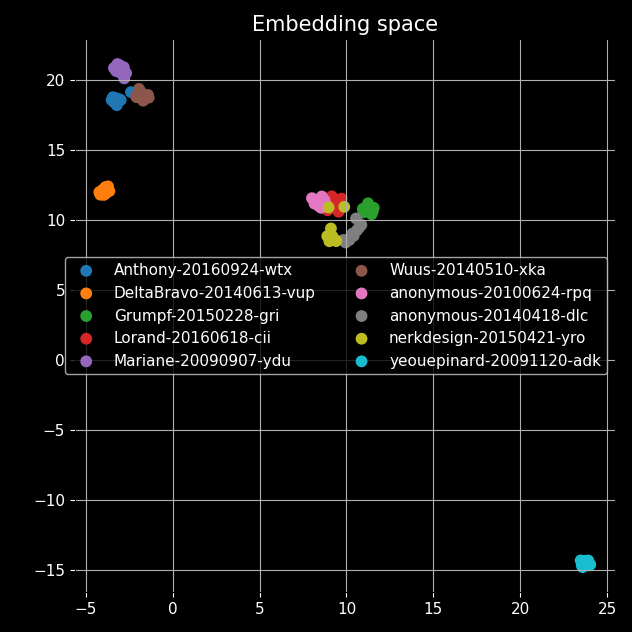 Embedding space
20
15
10
5
0
−5
−10
−15
Anthony-20160924-wtx
DeltaBravo-20140613-vup
Grumpf-20150228-gri
Lorand-20160618-cii
Mariane-20090907-ydu
Wuus-20140510-xka
anonymous-20100624-rpq
anonymous-20140418-dlc
nerkdesign-20150421-yro
yeouepinard-20091120-adk
−5 0 5 10 15 20 25